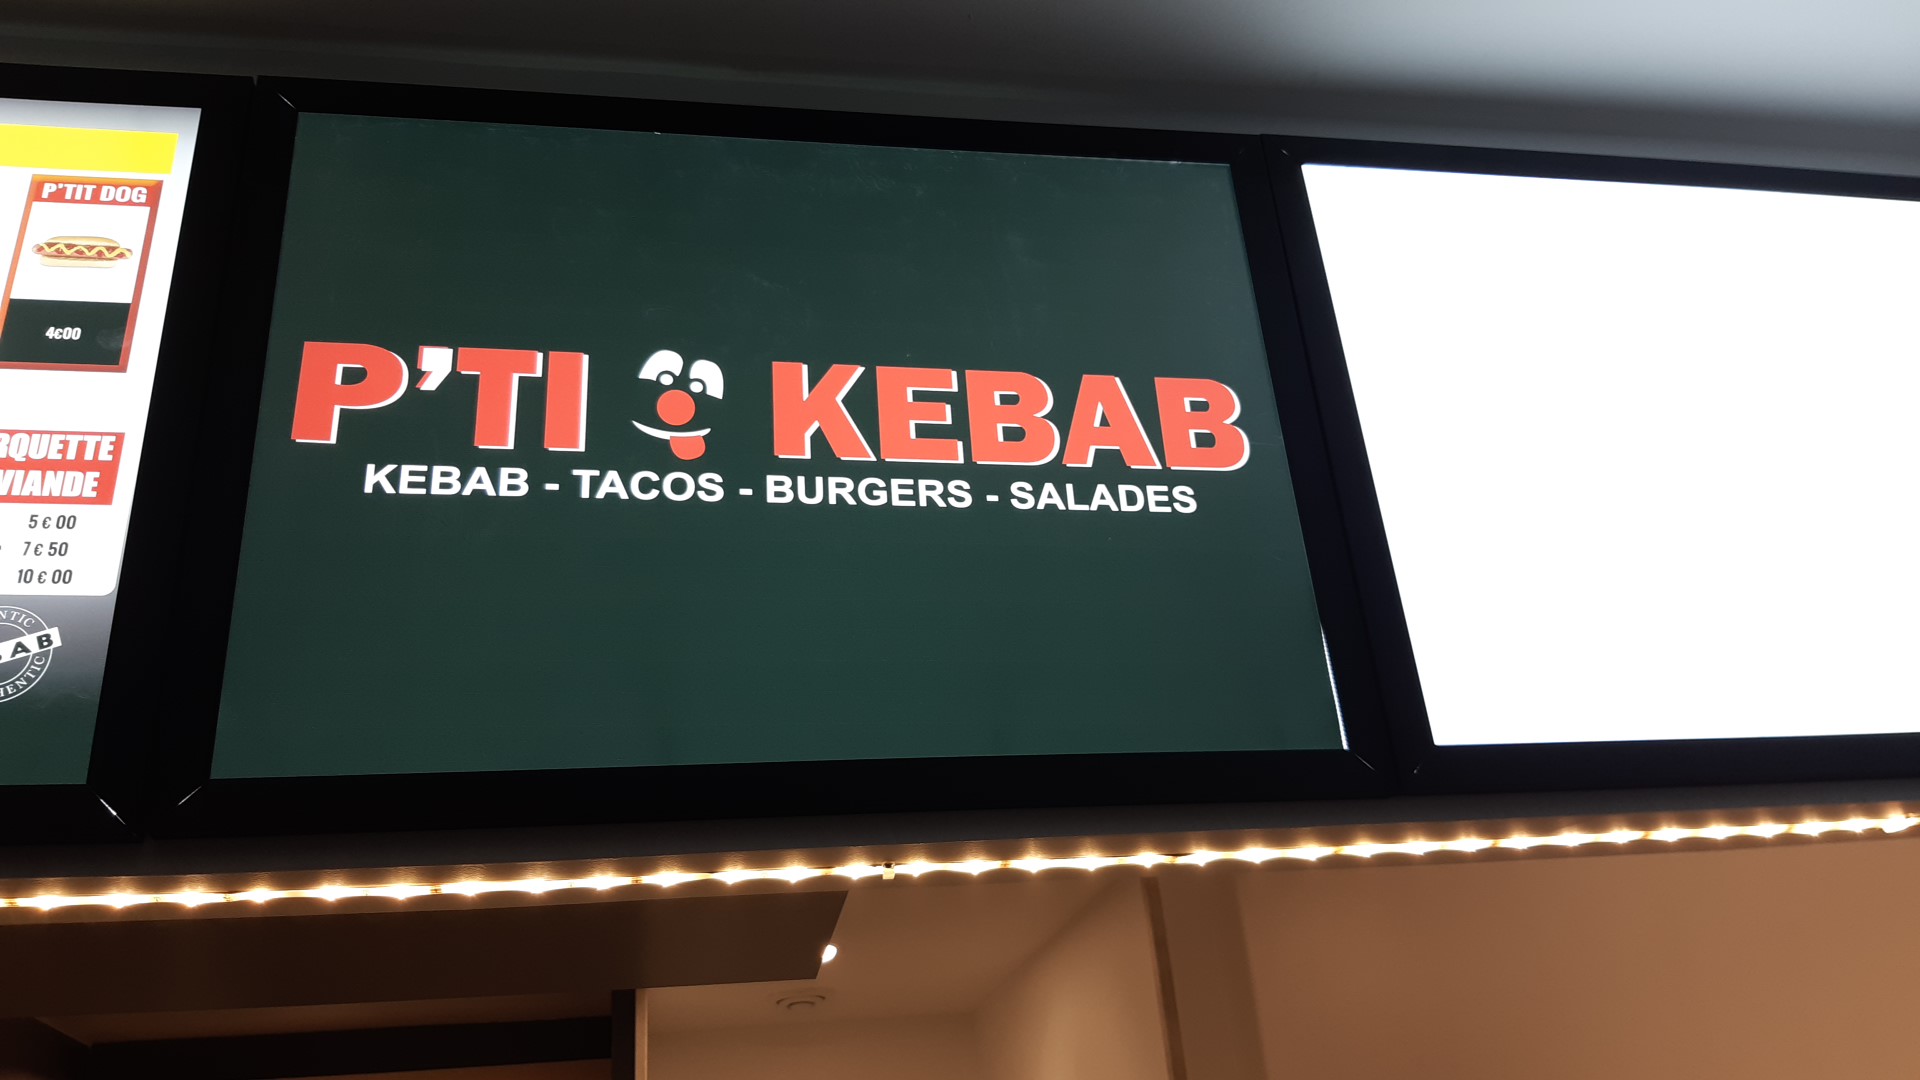 P'TIT DOG
4€00
VIANDE
5 € 00
7 € 50
10 € 00
P'TI KEBAB
KEBAB - TACOS - BURGERS - SALADES